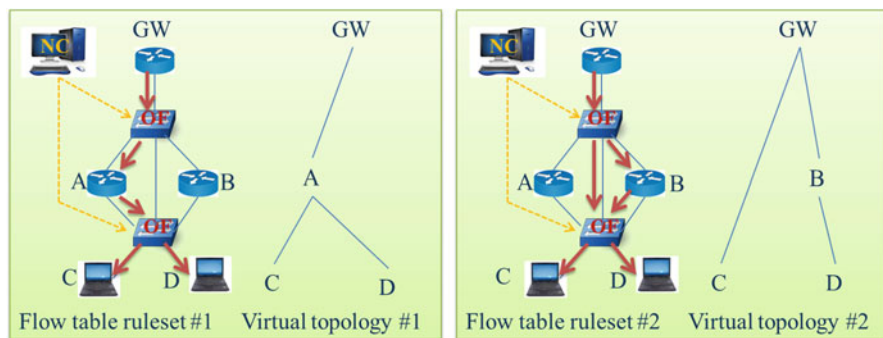 GW
NC
OF
A
B
OF
C
D
Flow table ruleset #1
GW
A
C
D
Virtual topology #1
GW
NC
OF
A
B
OF
C
D
Flow table ruleset #2
GW
B
C
D
Virtual topology #2